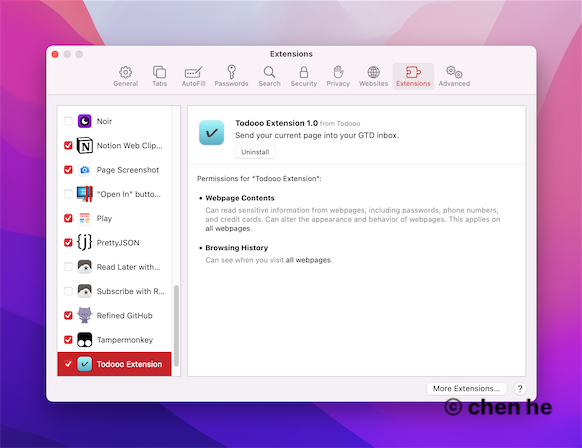 Extensions
General
Tabs
AutoFill
Passwords
Search
Security
Privacy
Websites
Extensions
Advanced
Noir
Notion Web Clip...
Page Screenshot
"Open In" butto...
Play
PrettyJSON
Read Later with...
Subscribe with R...
Refined GitHub
Tampermonkey
Todooo Extension
Todooo Extension 1.0 from Todooo
Send your current page into your GTD inbox.
Uninstall
Permissions for "Todooo Extension":
• Webpage Contents
Can read sensitive information from webpages, including passwords, phone numbers,
and credit cards. Can alter the appearance and behavior of webpages. This applies on
all webpages.
• Browsing History
Can see when you visit all webpages.
More Extensions...
?
© chen he